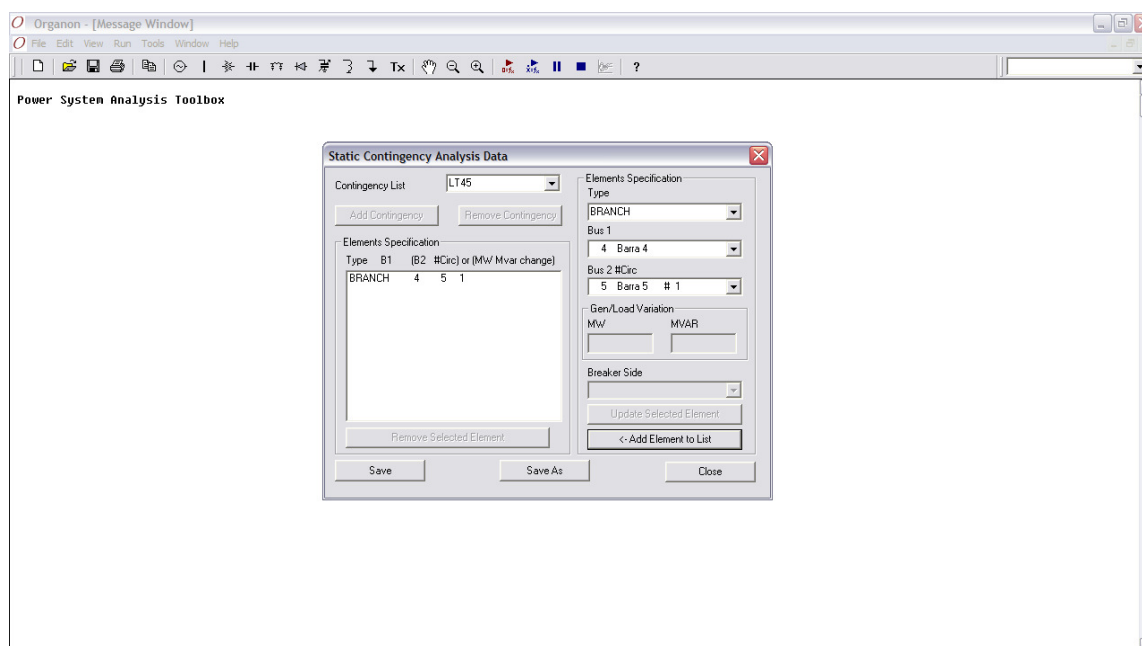 Organon - [Message Window]
File Edit View Run Tools Window Help
Tx ?
Power System Analysis Toolbox
Static Contingency Analysis Data
Contingency List LT45
Add Contingency Remove Contingency
Elements Specification
Type B1 (B2 #Circ) or (MW Mvar change)
BRANCH 4 5 1
Remove Selected Element
Elements Specification
Type
BRANCH
Bus 1
4 Barra 4
Bus 2 #Circ
5 Barra 5 # 1
Gen/Load Variation
MW MVAR
Breaker Side
Update Selected Element
<- Add Element to List
Save Save As Close